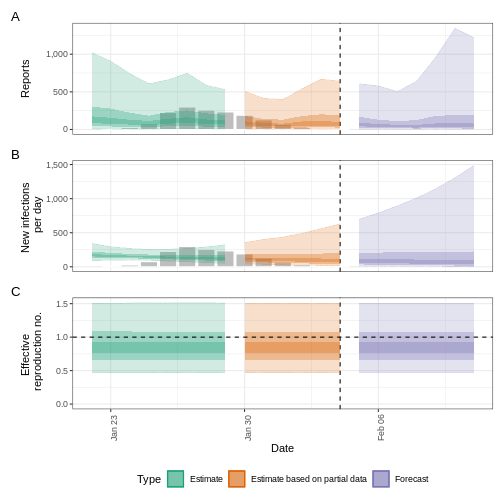 A
Reports
1,000
500
0
B
New infections
per day
1,500
1,000
500
0
C
Effective
reproduction no.
1.5
1.0
0.5
0.0
Jan 23
Jan 30
Feb 06
Date
Type
Estimate
Estimate based on partial data
Forecast